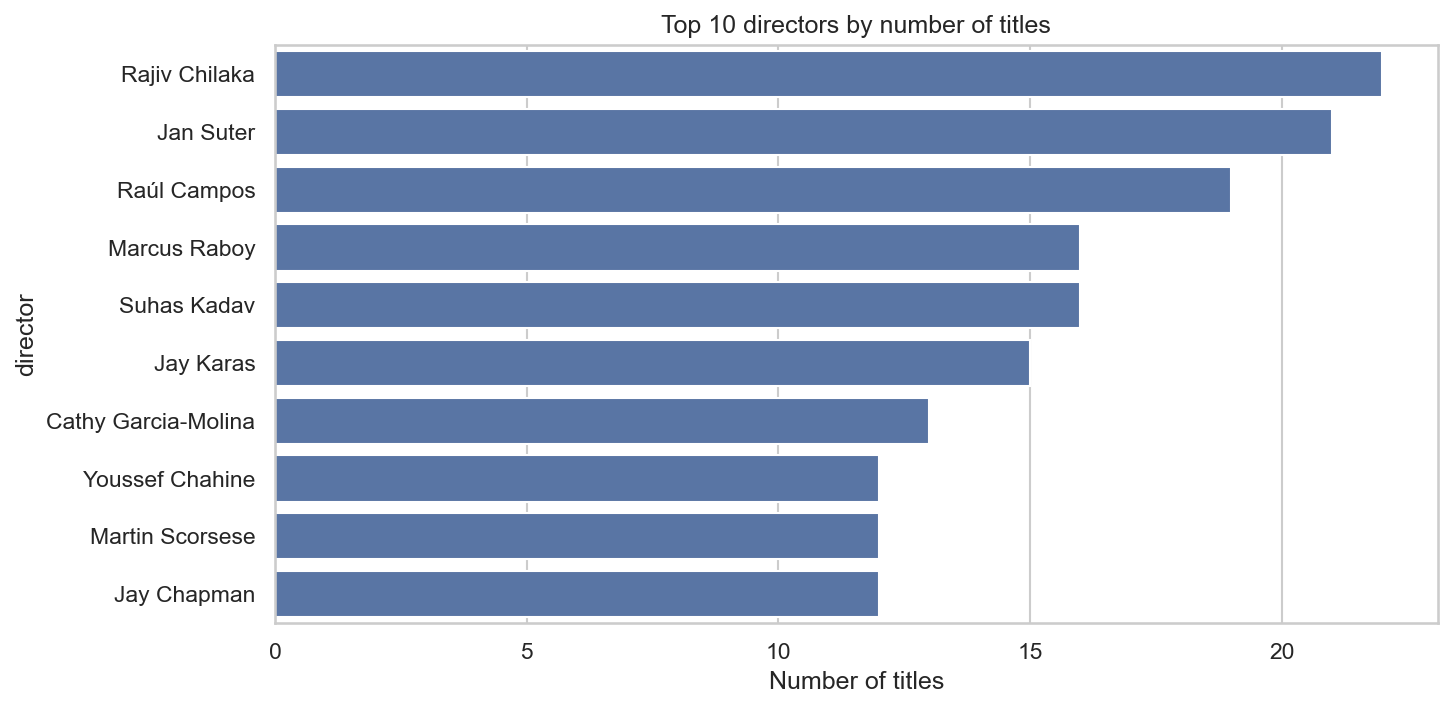 Top 10 directors by number of titles
Rajiv Chilaka
Jan Suter
Raúl Campos
Marcus Raboy
Suhas Kadav
Jay Karas
Cathy Garcia-Molina
Youssef Chahine
Martin Scorsese
Jay Chapman
director
0 5 10 15 20
Number of titles